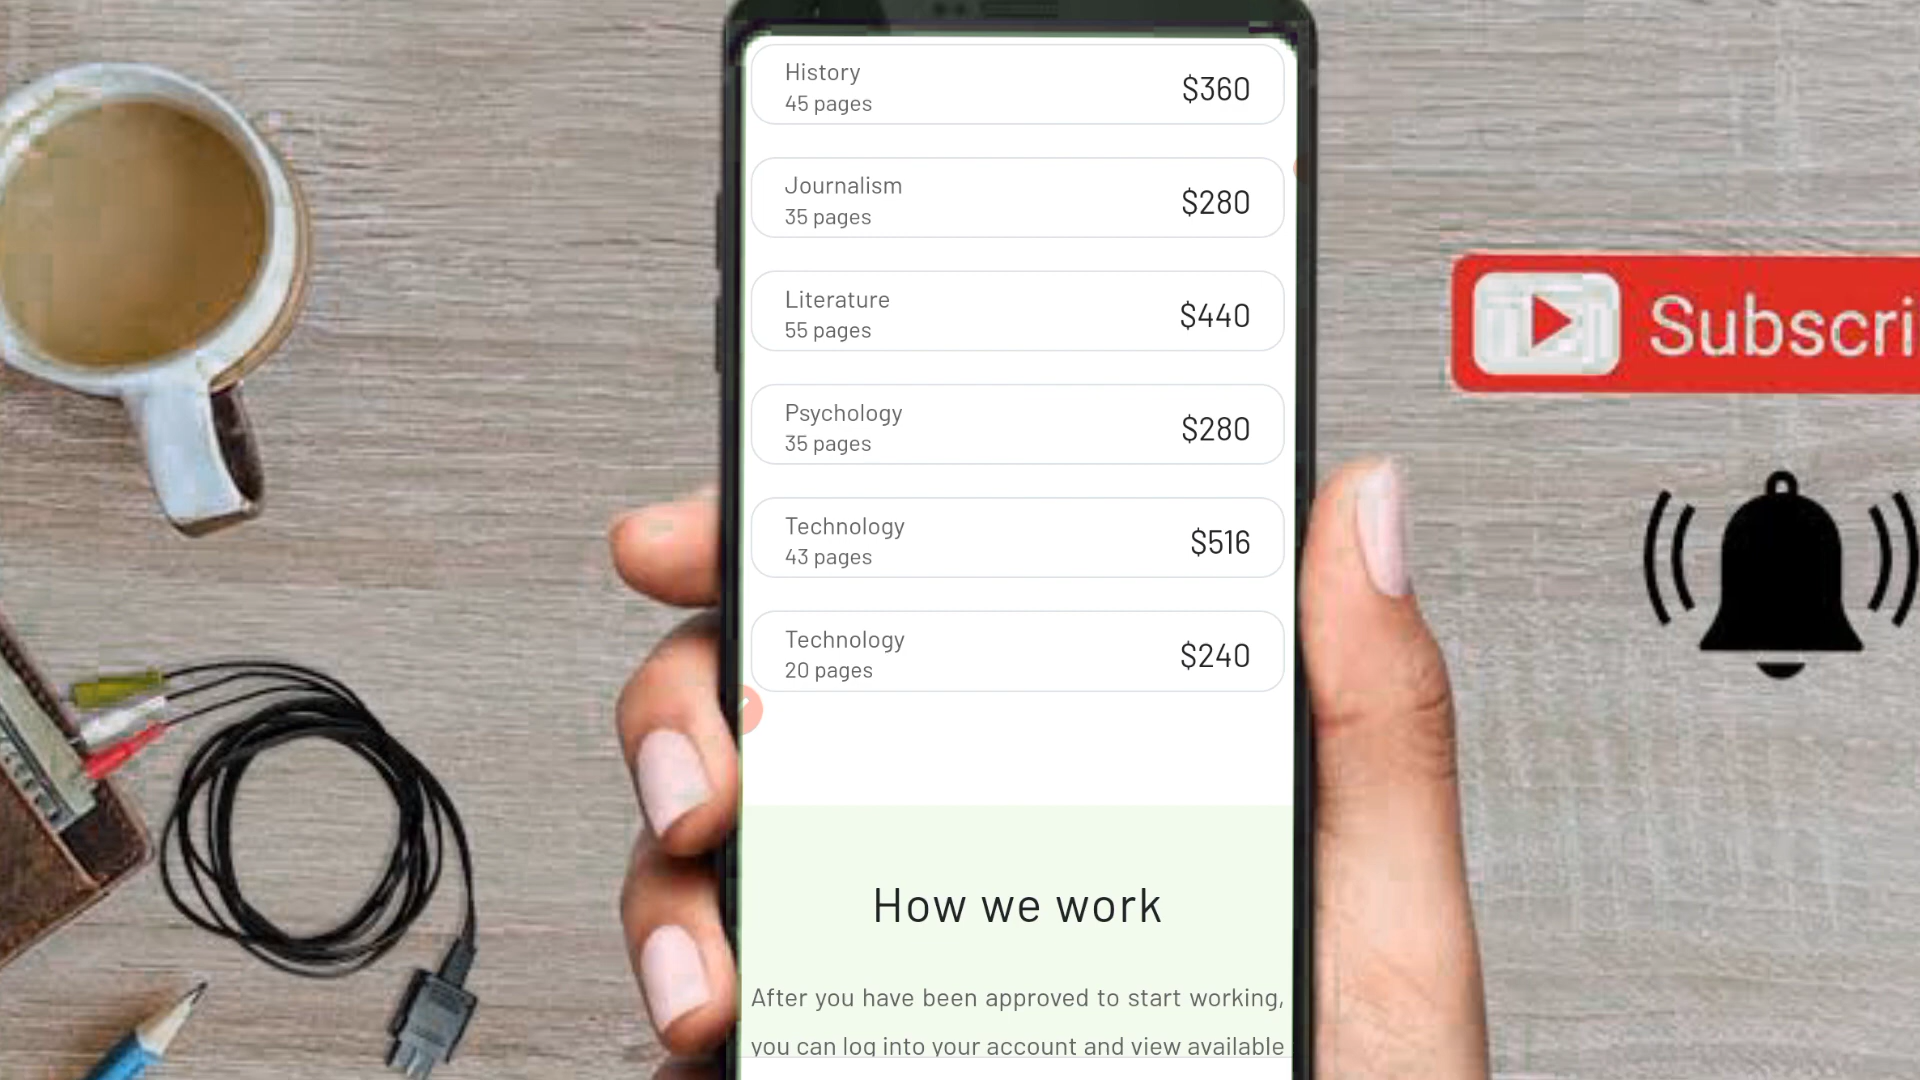 History
45 pages
$360
Journalism
35 pages
$280
Literature
55 pages
$440
Psychology
35 pages
$280
Technology
43 pages
$516
Technology
20 pages
$240
Subscri
How we work
After you have been approved to start working,
you can log into your account and view available